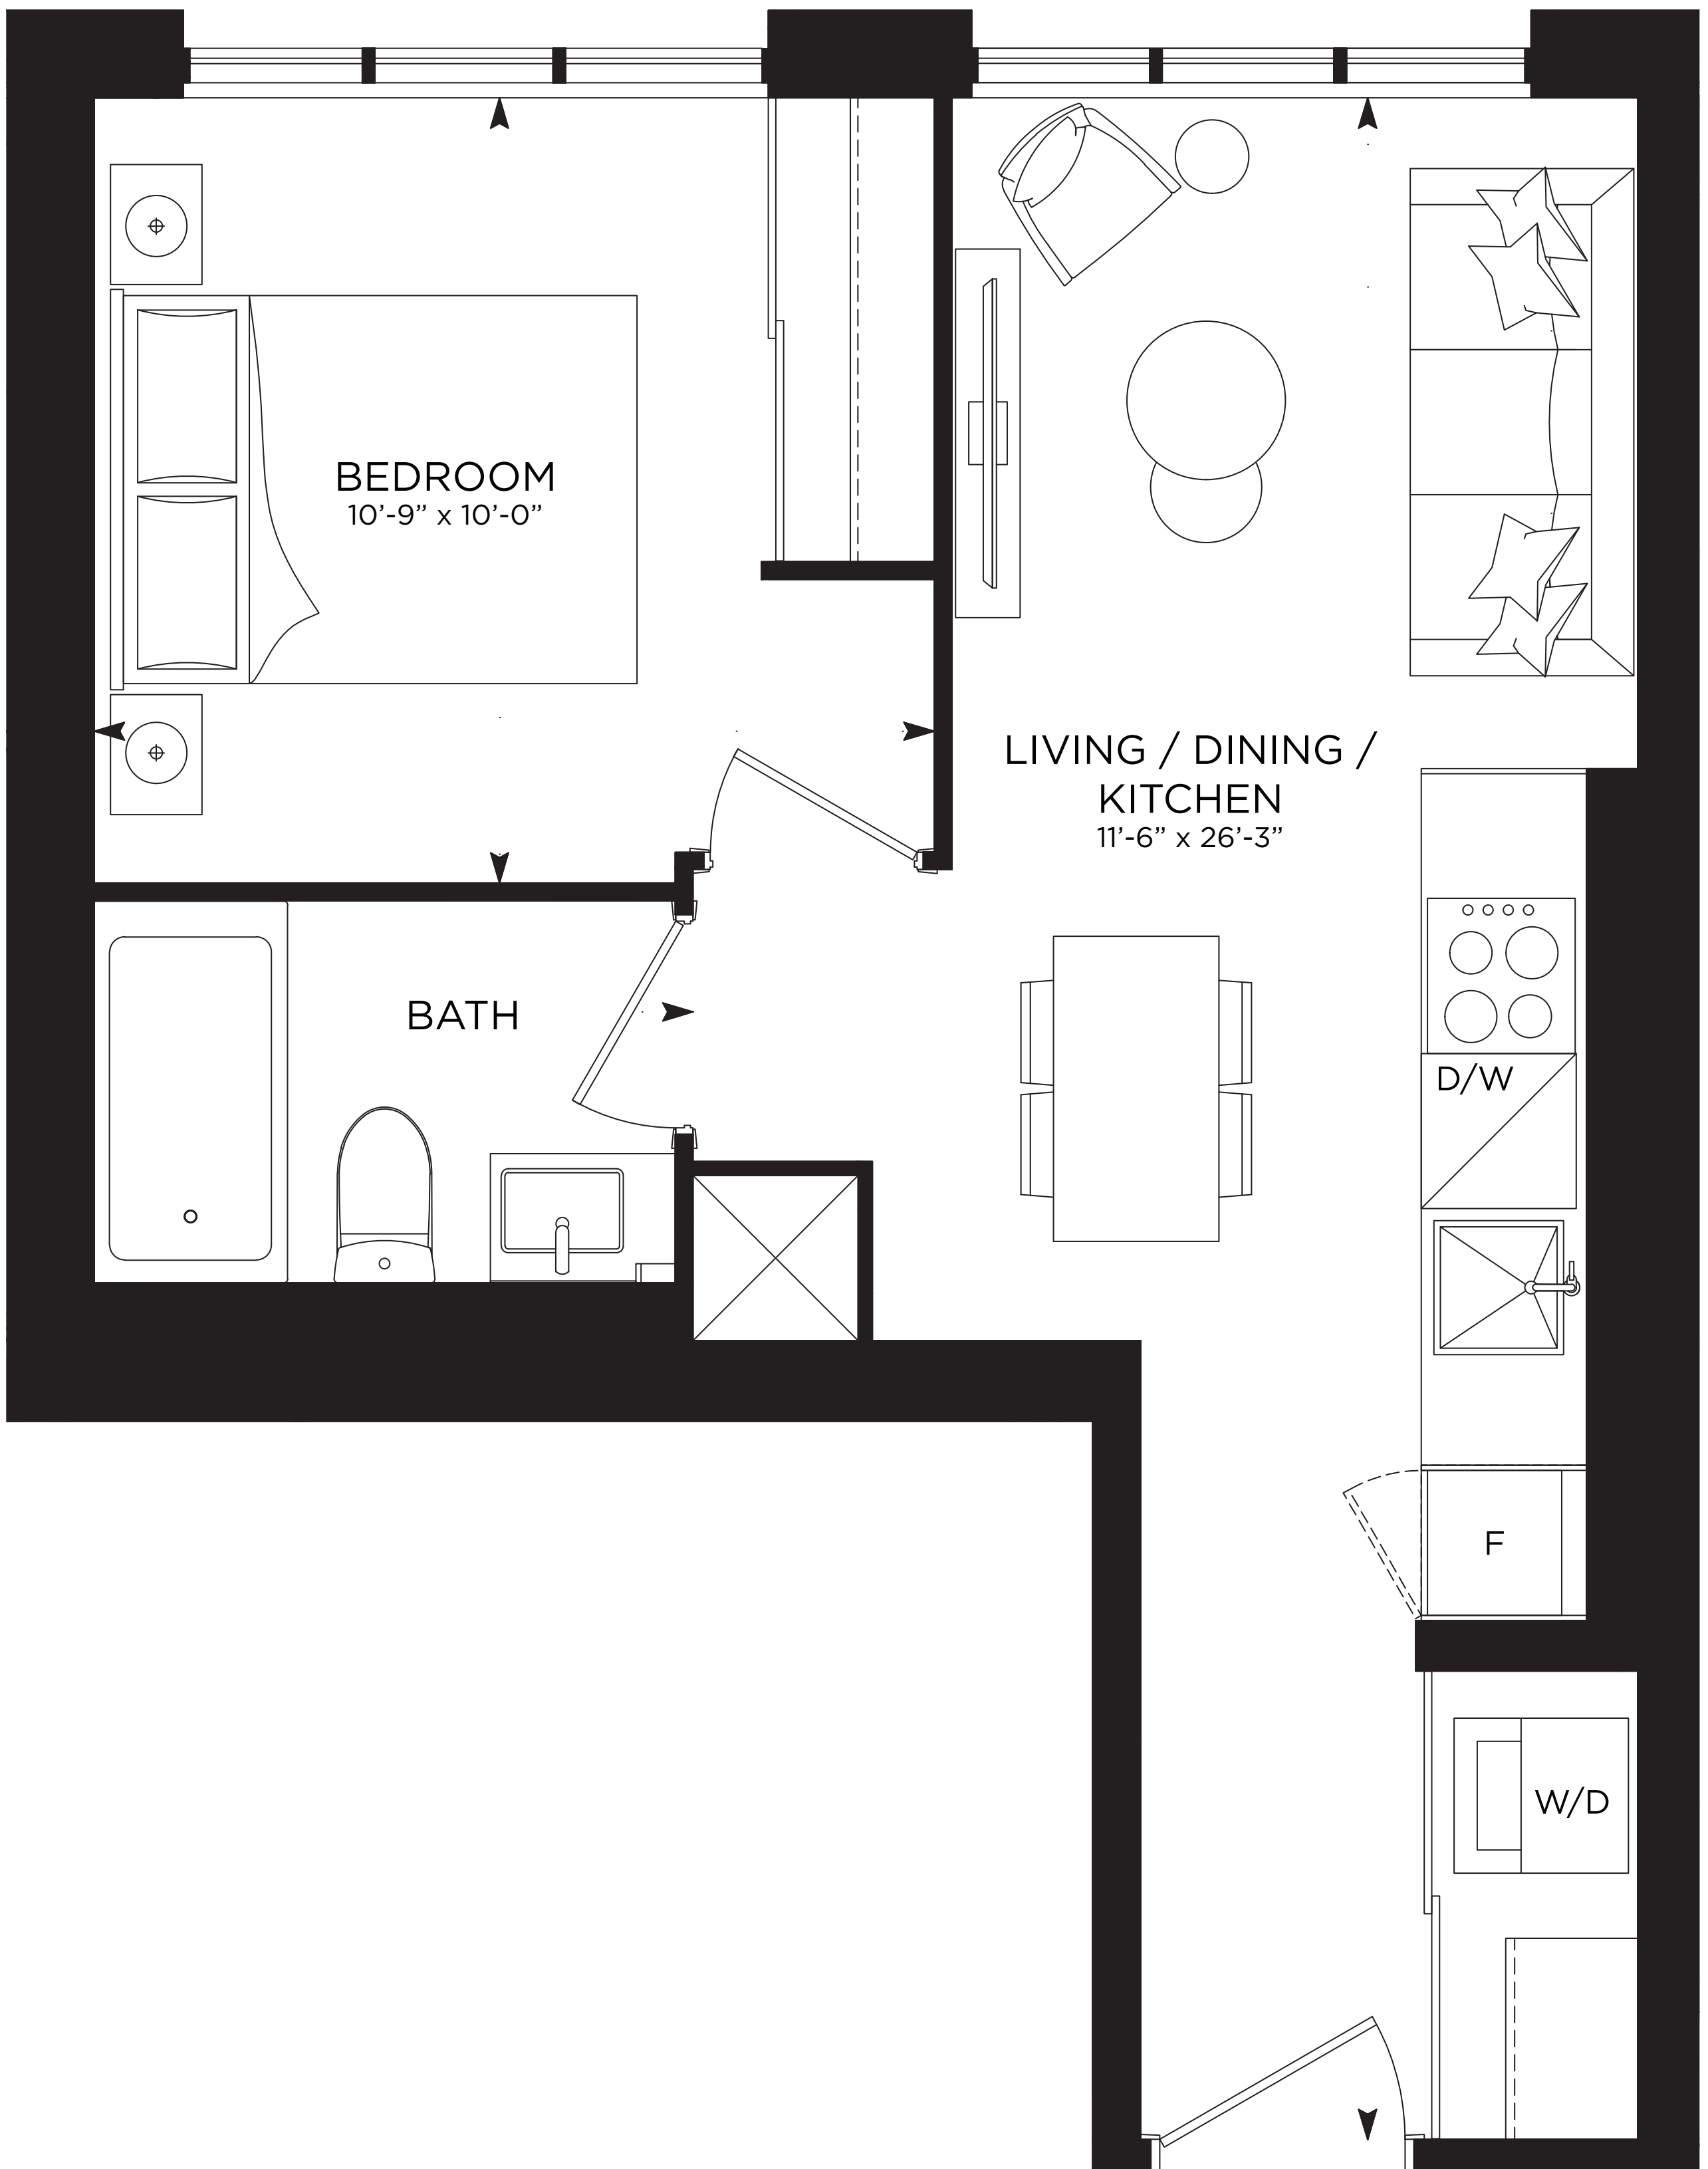 BEDROOM
10’-9” x 10’-0”
LIVING / DINING /
KITCHEN
11’-6” x 26’-3”
BATH
D/W
F
W/D